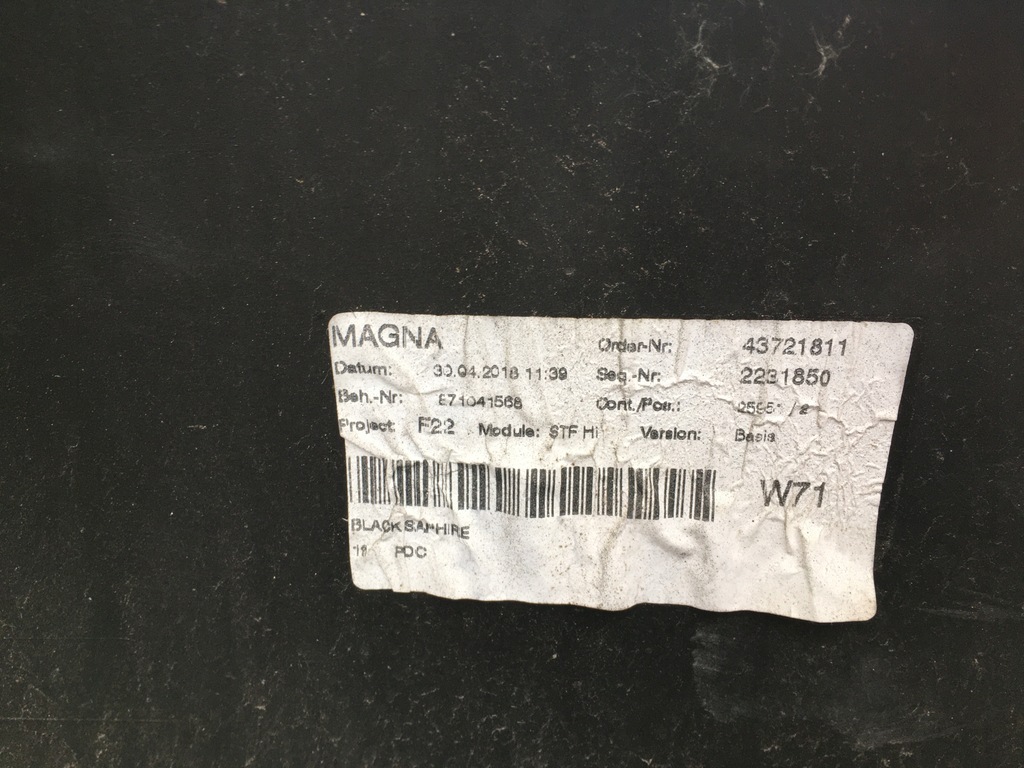 MAGNA
Order-Nr: 43721811
Datum: 30.04.2018 11:39 Seq.-Nr: 2231850
Beh.-Nr: 871041568 Cont./Pos.:
Project: F22 Module: STF Hi Version: Basis
W71
BLACK SAPHIRE
PDC